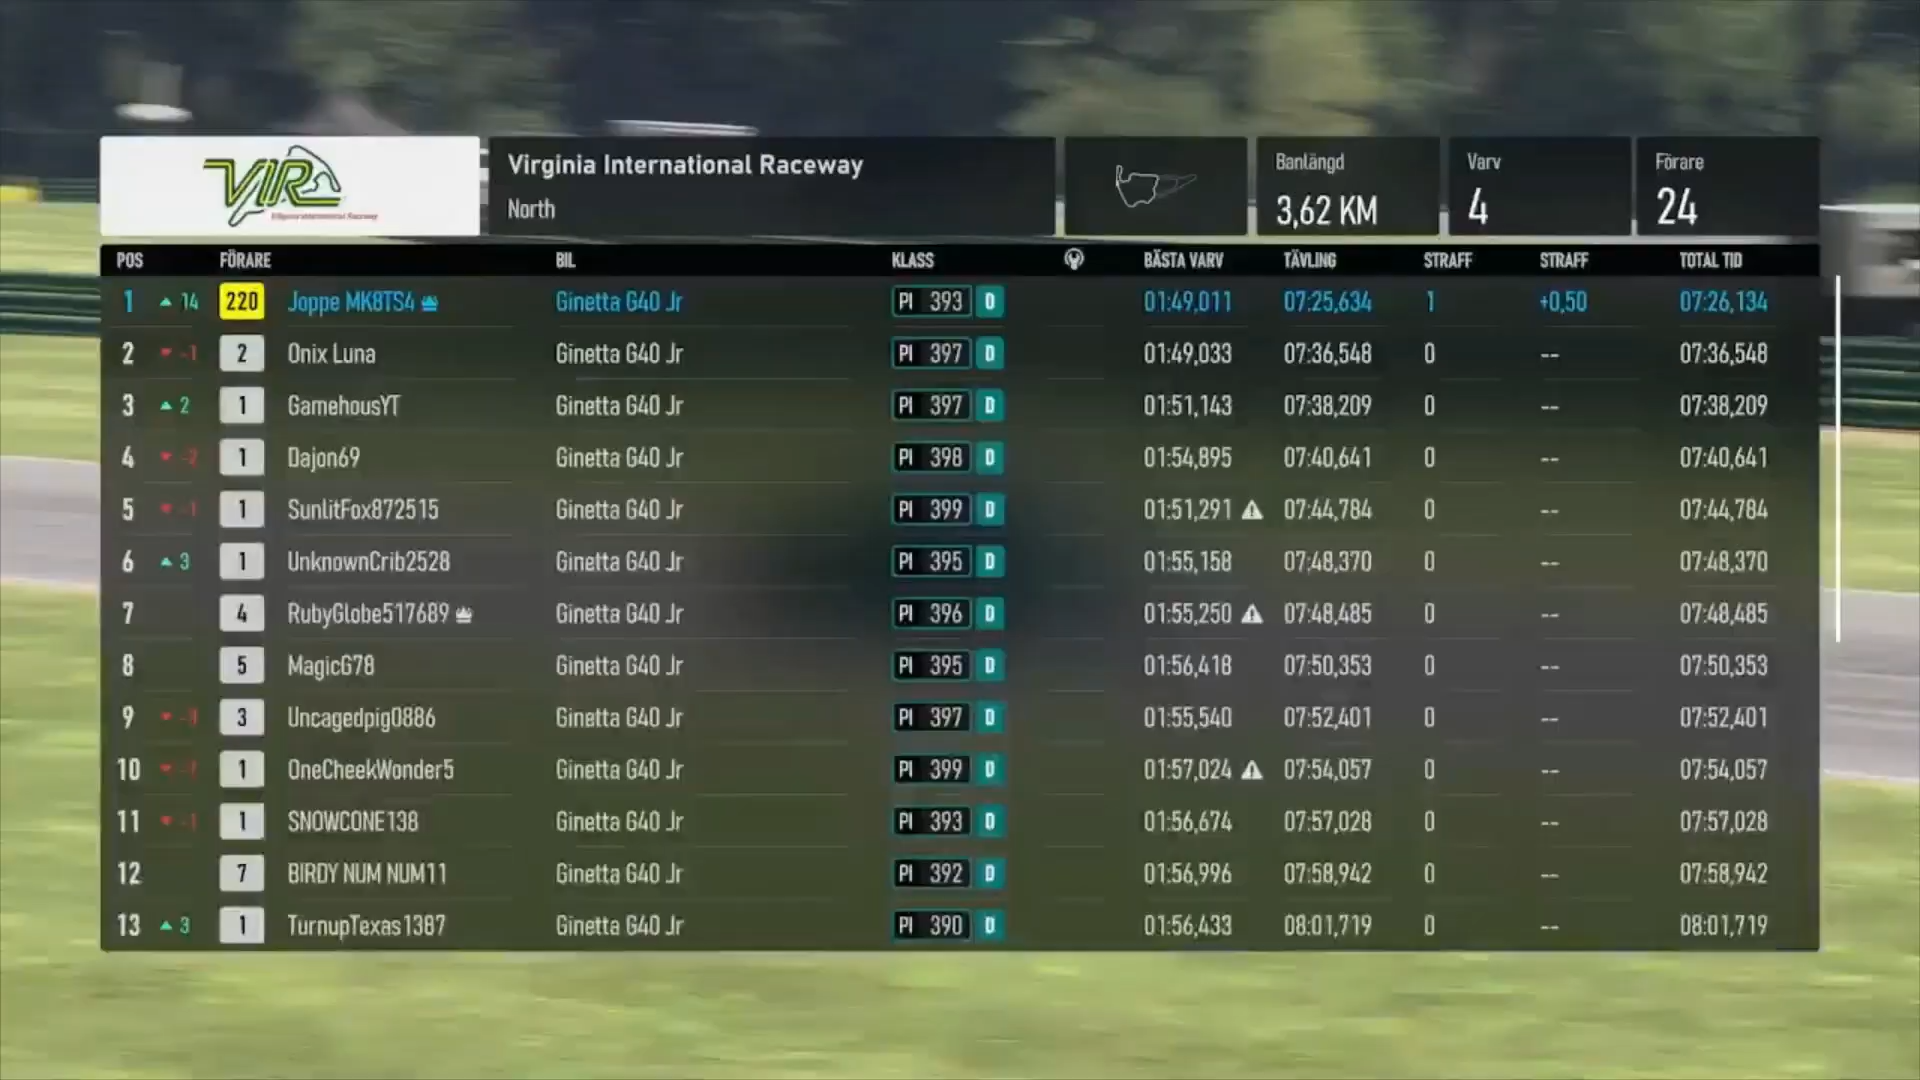 VIR
Virginia International Raceway
Virginia International Raceway
North
Banlängd
3,62 KM
Varv
4
Förare
24
POS FÖRARE BIL KLASS BÄSTA VARV TÄVLING STRAFF STRAFF TOTAL TID
1 14 220 Joppe MK8TS4 Ginetta G40 Jr PI 393 D 01:49,011 07:25,634 1 +0,50 07:26,134
2 -1 2 Onix Luna Ginetta G40 Jr PI 397 D 01:49,033 07:36,548 0 -- 07:36,548
3 2 1 GamehousYT Ginetta G40 Jr PI 397 D 01:51,143 07:38,209 0 -- 07:38,209
4 -2 1 Dajon69 Ginetta G40 Jr PI 398 D 01:54,895 07:40,641 0 -- 07:40,641
5 -1 1 SunlitFox872515 Ginetta G40 Jr PI 399 D 01:51,291 07:44,784 0 -- 07:44,784
6 3 1 UnknownCrib2528 Ginetta G40 Jr PI 395 D 01:55,158 07:48,370 0 -- 07:48,370
7 4 RubyGlobe517689 Ginetta G40 Jr PI 396 D 01:55,250 07:48,485 0 -- 07:48,485
8 5 MagicG78 Ginetta G40 Jr PI 395 D 01:56,418 07:50,353 0 -- 07:50,353
9 3 Uncagedpig0886 Ginetta G40 Jr PI 397 D 01:55,540 07:52,401 0 -- 07:52,401
10 1 OneCheekWonder5 Ginetta G40 Jr PI 399 D 01:57,024 07:54,057 0 -- 07:54,057
11 -1 1 SNOWCONE138 Ginetta G40 Jr PI 393 D 01:56,674 07:57,028 0 -- 07:57,028
12 7 BIRDY NUM NUM11 Ginetta G40 Jr PI 392 D 01:56,996 07:58,942 0 -- 07:58,942
13 3 1 TurnupTexas1387 Ginetta G40 Jr PI 390 D 01:56,433 08:01,719 0 -- 08:01,719